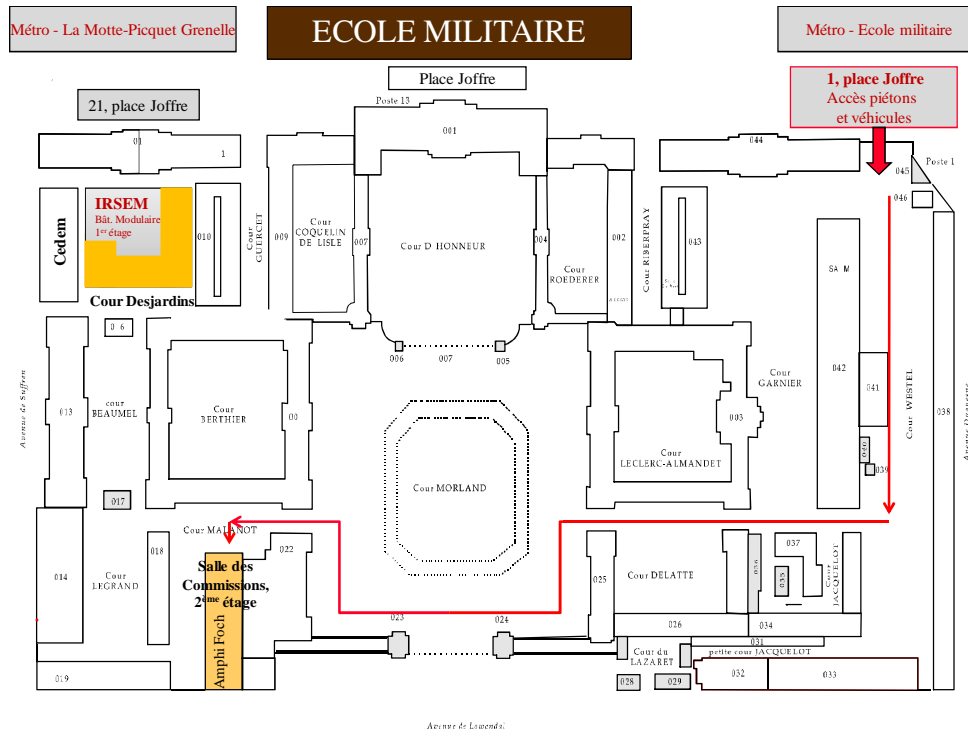 Métro - La Motte-Picquet Grenelle
ECOLE MILITAIRE
Métro - Ecole militaire
Place Joffre
1, place Joffre
Accès piétons
et véhicules
21, place Joffre
Poste 13
001
01
1
044
Poste 1
045
046
IRSEM
Bât. Modulaire
1er étage
Cedem
010
Cour
GUERCET
009
Cour
COQUELIN
DE LISLE
007
Cour D HONNEUR
004
Cour
ROEDERER
002
Cour RIBERPRAY
043
Cour Desjardins
006
007
005
013
cour
BEAUMEL
Cour
BERTHIER
00
Avenue de Suffren
Cour
GARNIER
003
042
041
Cour WESTEL
038
Cour
LECLERC-ALMANDET
040
039
Cour MORLAND
017
Cour MALANOT
018
022
014
Cour
LEGRAND
Salle des
Commissions,
2ème étage
Amphi Foch
019
023
024
025
Cour DELATTE
036
037
035
Cour
JACQUELOT
026
034
031
petite cour JACQUELOT
Cour du
LAZARET
028
029
032
033
Avenue de Lowendal